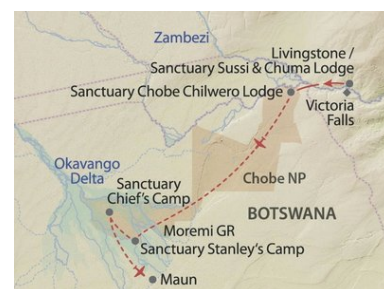 Zambezi
Livingstone /
Sanctuary Sussi & Chuma Lodge
Sanctuary Chobe Chilwero Lodge
Victoria
Falls
Okavango
Delta
Sanctuary
Chief's Camp
Chobe NP
BOTSWANA
Moremi GR
Sanctuary Stanley's Camp
Maun